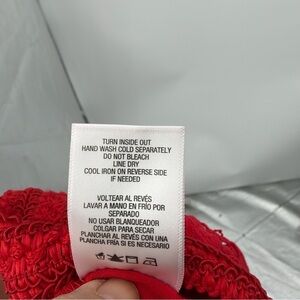 TURN INSIDE OUT
HAND WASH COLD SEPARATELY
DO NOT BLEACH
LINE DRY
COOL IRON ON REVERSE SIDE
IF NEEDED
VOLTEAR AL REVÉS
LAVAR A MANO EN FRÍO POR
SEPARADO
NO USAR BLANQUEADOR
COLGAR PARA SECAR
PLANCHAR AL REVÉS CON UNA
PLANCHA FRÍA SI ES NECESARIO